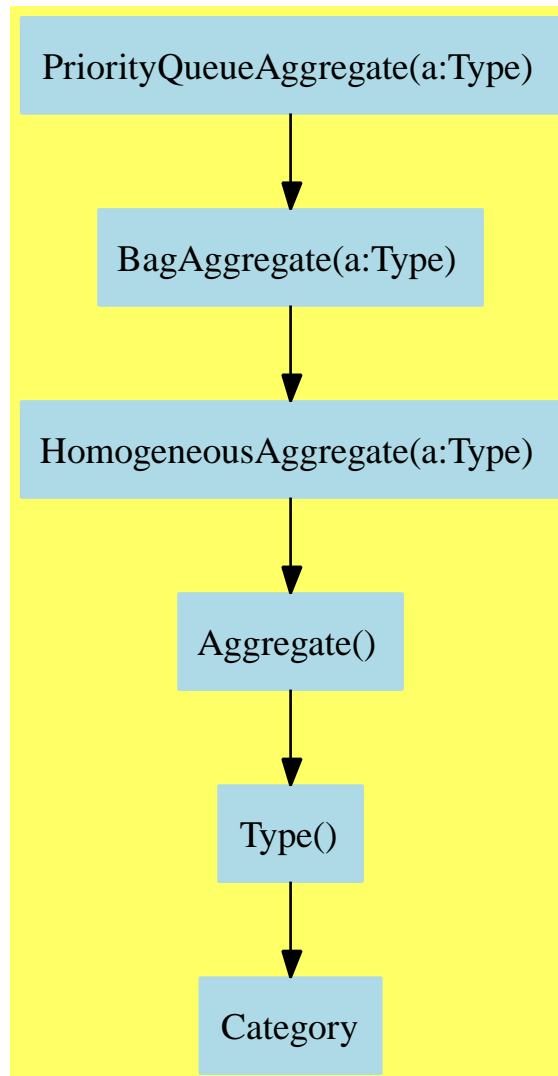 PriorityQueueAggregate(a:Type)
BagAggregate(a:Type)
HomogeneousAggregate(a:Type)
Aggregate()
Type()
Category